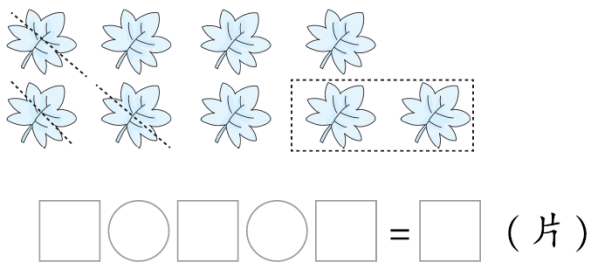 = (片)